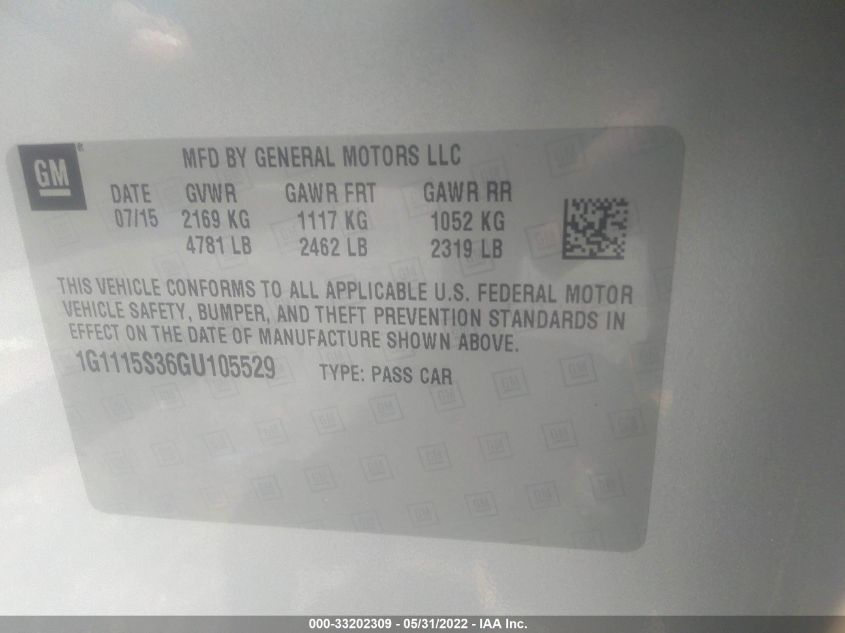 GM ®
MFD BY GENERAL MOTORS LLC
DATE GVWR GAWR FRT GAWR RR
07/15 2169 KG 1117 KG 1052 KG
4781 LB 2462 LB 2319 LB
THIS VEHICLE CONFORMS TO ALL APPLICABLE U.S. FEDERAL MOTOR
VEHICLE SAFETY, BUMPER, AND THEFT PREVENTION STANDARDS IN
EFFECT ON THE DATE OF MANUFACTURE SHOWN ABOVE.
1G1115S36GU105529 TYPE: PASS CAR
000-33202309 - 05/31/2022 - IAA Inc.